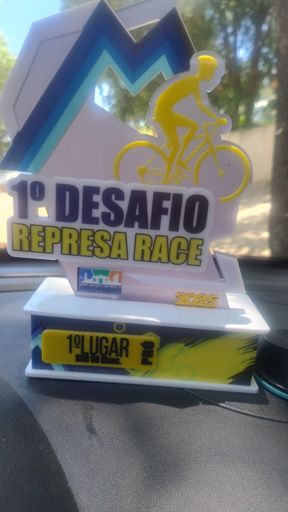 1º DESAFIO
REPRESA RACE
2025
1º LUGAR
PRÓ